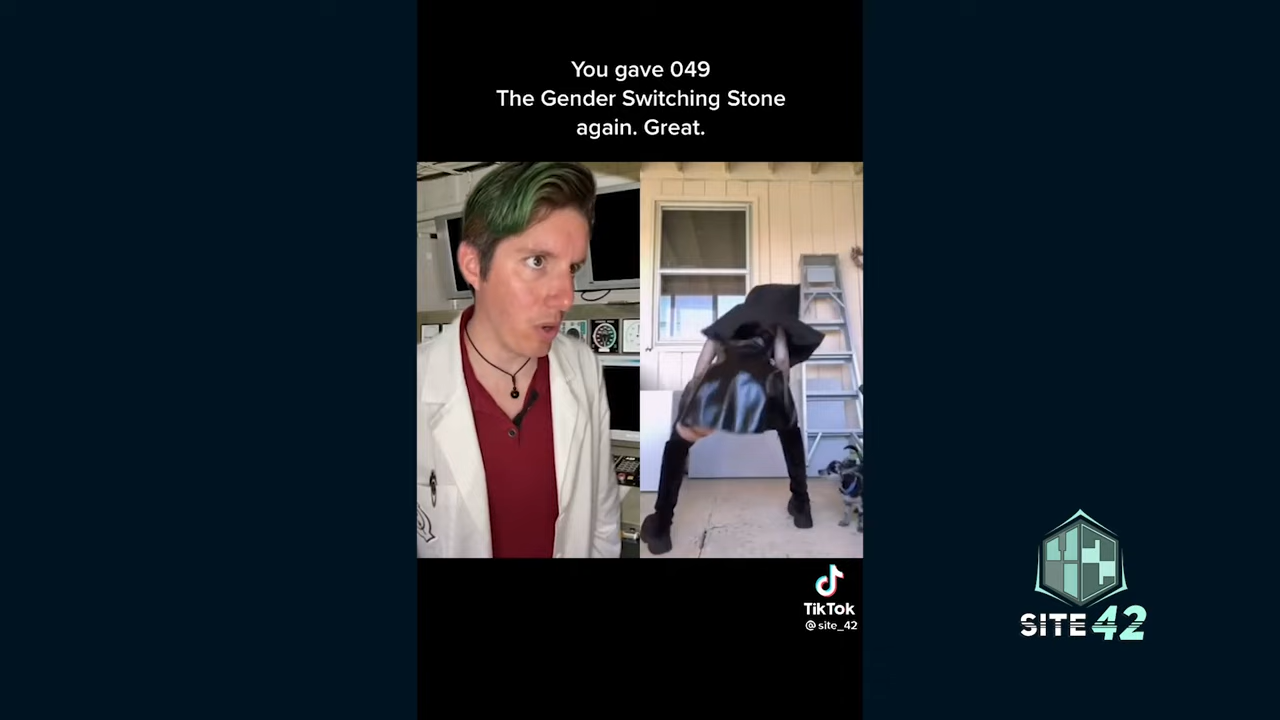 You gave 049
The Gender Switching Stone
again. Great.
TikTok
@site_42
SITE 42